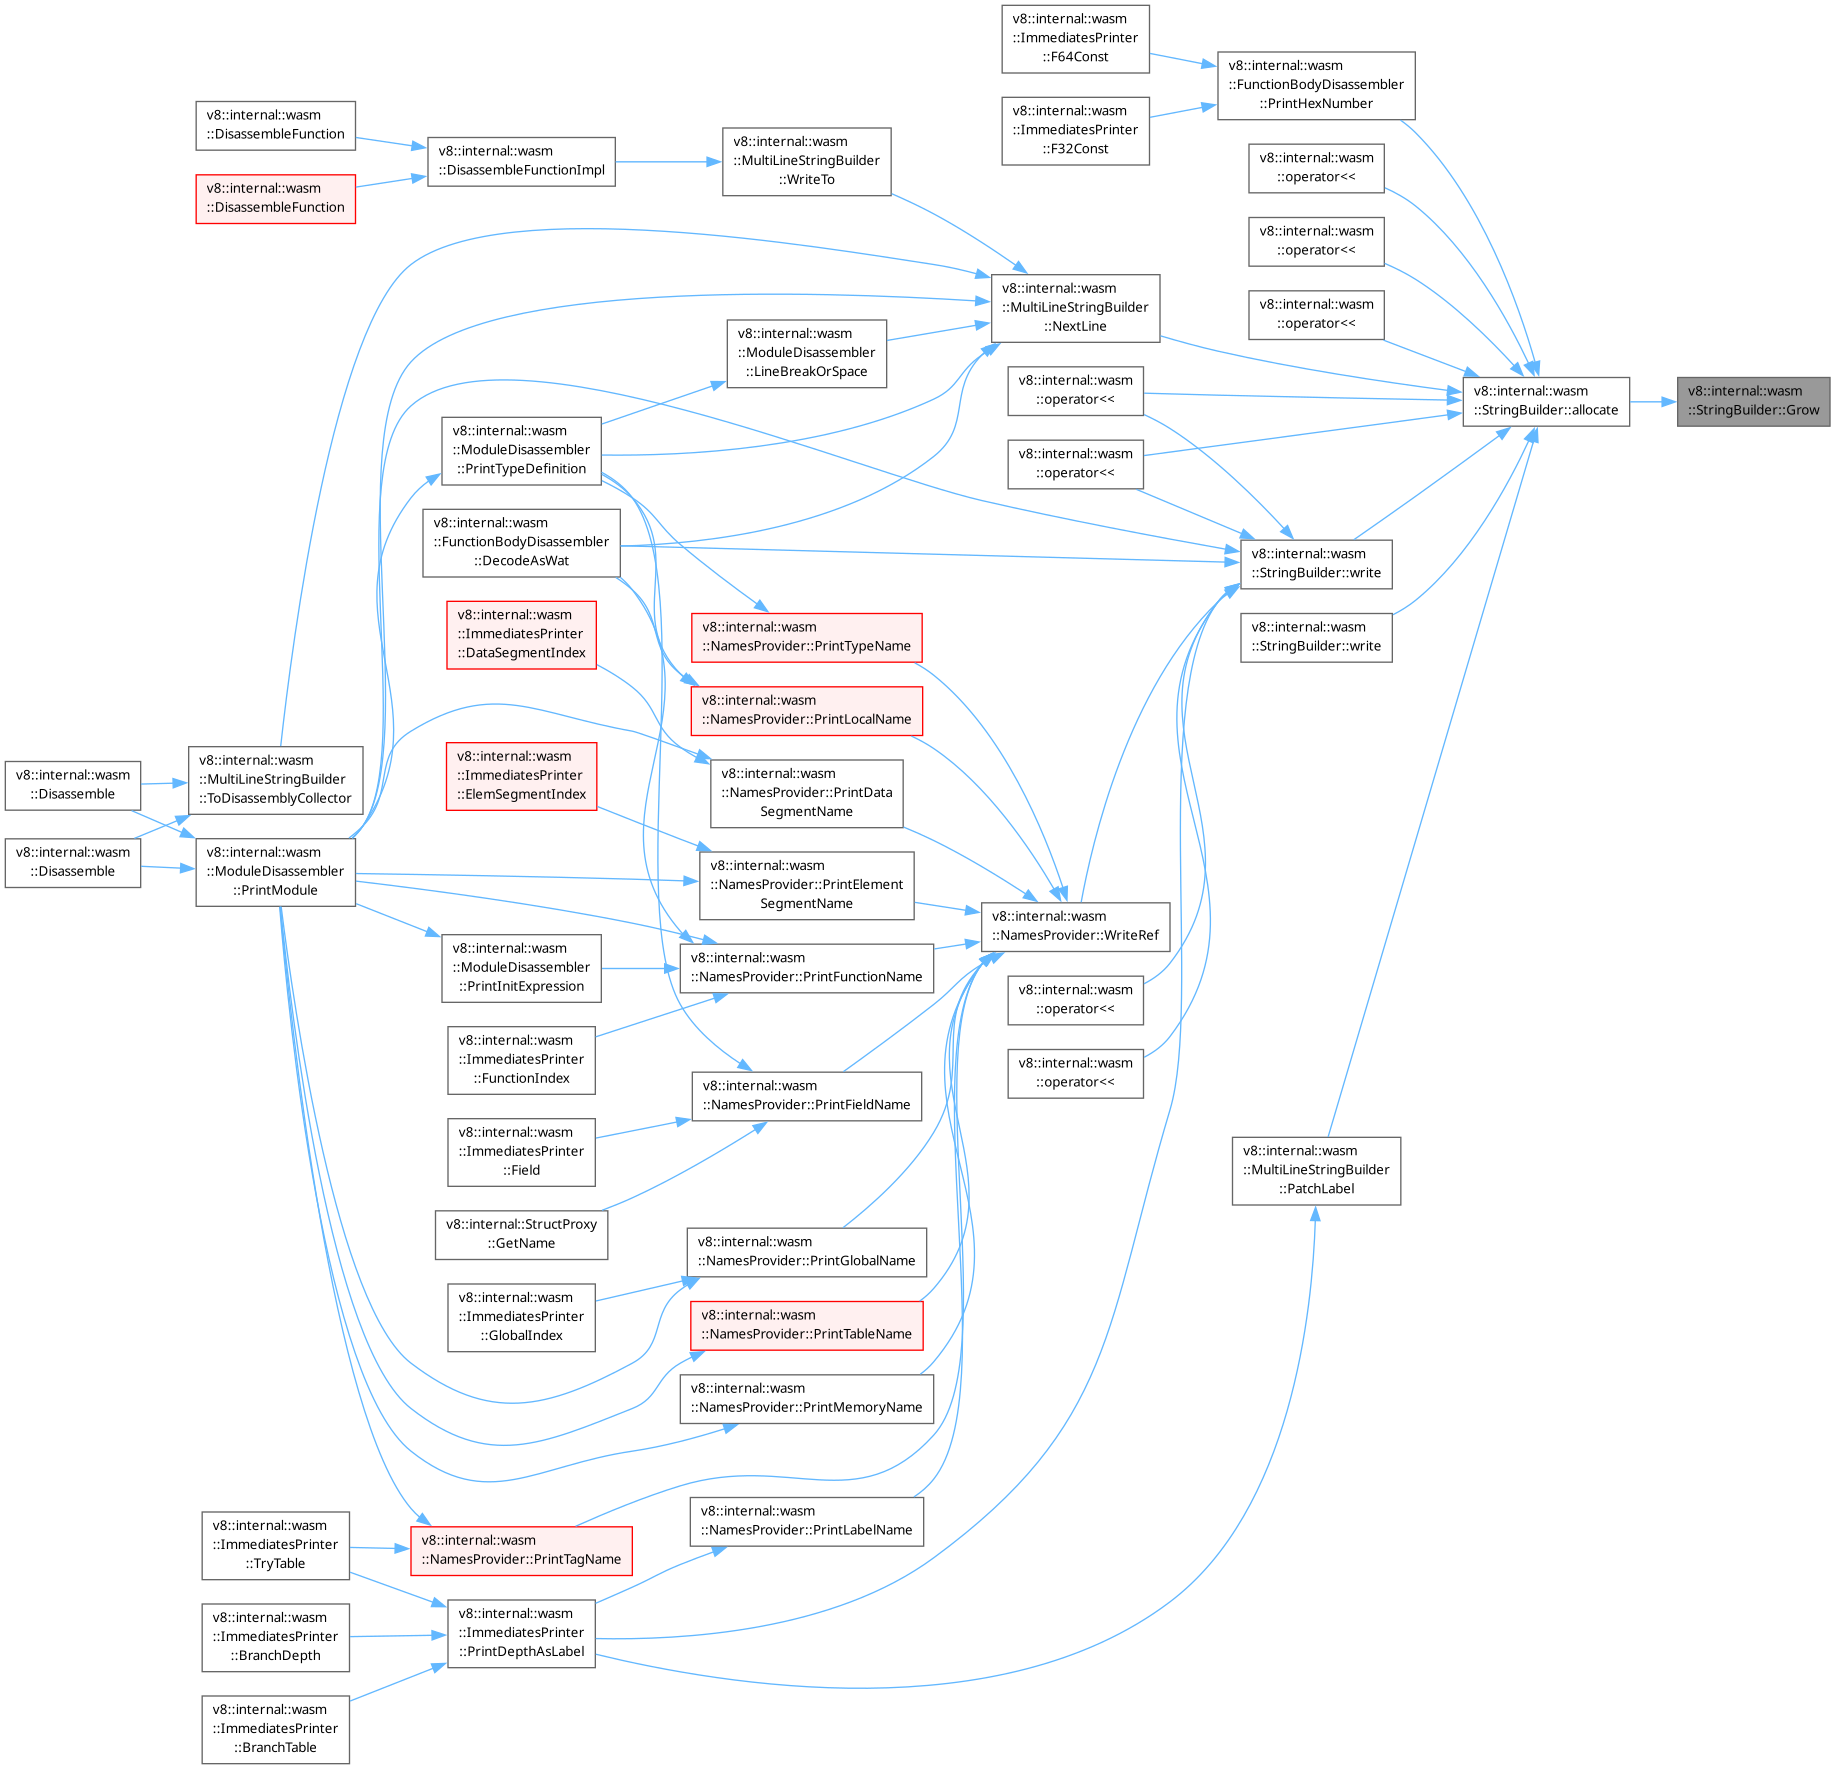 v8::internal::wasm
::ImmediatesPrinter
::F64Const
v8::internal::wasm
::FunctionBodyDisassembler
::PrintHexNumber
v8::internal::wasm
::ImmediatesPrinter
::F32Const
v8::internal::wasm
::DisassembleFunction
v8::internal::wasm
::DisassembleFunctionImpl
v8::internal::wasm
::MultiLineStringBuilder
::WriteTo
v8::internal::wasm
::operator<<
v8::internal::wasm
::DisassembleFunction
v8::internal::wasm
::operator<<
v8::internal::wasm
::MultiLineStringBuilder
::NextLine
v8::internal::wasm
::operator<<
v8::internal::wasm
::ModuleDisassembler
::LineBreakOrSpace
v8::internal::wasm
::operator<<
v8::internal::wasm
::StringBuilder::allocate
v8::internal::wasm
::StringBuilder::Grow
v8::internal::wasm
::ModuleDisassembler
::PrintTypeDefinition
v8::internal::wasm
::operator<<
v8::internal::wasm
::FunctionBodyDisassembler
::DecodeAsWat
v8::internal::wasm
::StringBuilder::write
v8::internal::wasm
::ImmediatesPrinter
::DataSegmentIndex
v8::internal::wasm
::NamesProvider::PrintTypeName
v8::internal::wasm
::StringBuilder::write
v8::internal::wasm
::NamesProvider::PrintLocalName
v8::internal::wasm
::Disassemble
v8::internal::wasm
::MultiLineStringBuilder
::ToDisassemblyCollector
v8::internal::wasm
::ImmediatesPrinter
::ElemSegmentIndex
v8::internal::wasm
::NamesProvider::PrintData
SegmentName
v8::internal::wasm
::Disassemble
v8::internal::wasm
::ModuleDisassembler
::PrintModule
v8::internal::wasm
::NamesProvider::PrintElement
SegmentName
v8::internal::wasm
::NamesProvider::WriteRef
v8::internal::wasm
::ModuleDisassembler
::PrintInitExpression
v8::internal::wasm
::NamesProvider::PrintFunctionName
v8::internal::wasm
::operator<<
v8::internal::wasm
::ImmediatesPrinter
::FunctionIndex
v8::internal::wasm
::operator<<
v8::internal::wasm
::NamesProvider::PrintFieldName
v8::internal::wasm
::ImmediatesPrinter
::Field
v8::internal::wasm
::MultiLineStringBuilder
::PatchLabel
v8::internal::StructProxy
::GetName
v8::internal::wasm
::NamesProvider::PrintGlobalName
v8::internal::wasm
::ImmediatesPrinter
::GlobalIndex
v8::internal::wasm
::NamesProvider::PrintTableName
v8::internal::wasm
::NamesProvider::PrintMemoryName
v8::internal::wasm
::NamesProvider::PrintLabelName
v8::internal::wasm
::ImmediatesPrinter
::TryTable
v8::internal::wasm
::NamesProvider::PrintTagName
v8::internal::wasm
::ImmediatesPrinter
::BranchDepth
v8::internal::wasm
::ImmediatesPrinter
::PrintDepthAsLabel
v8::internal::wasm
::ImmediatesPrinter
::BranchTable